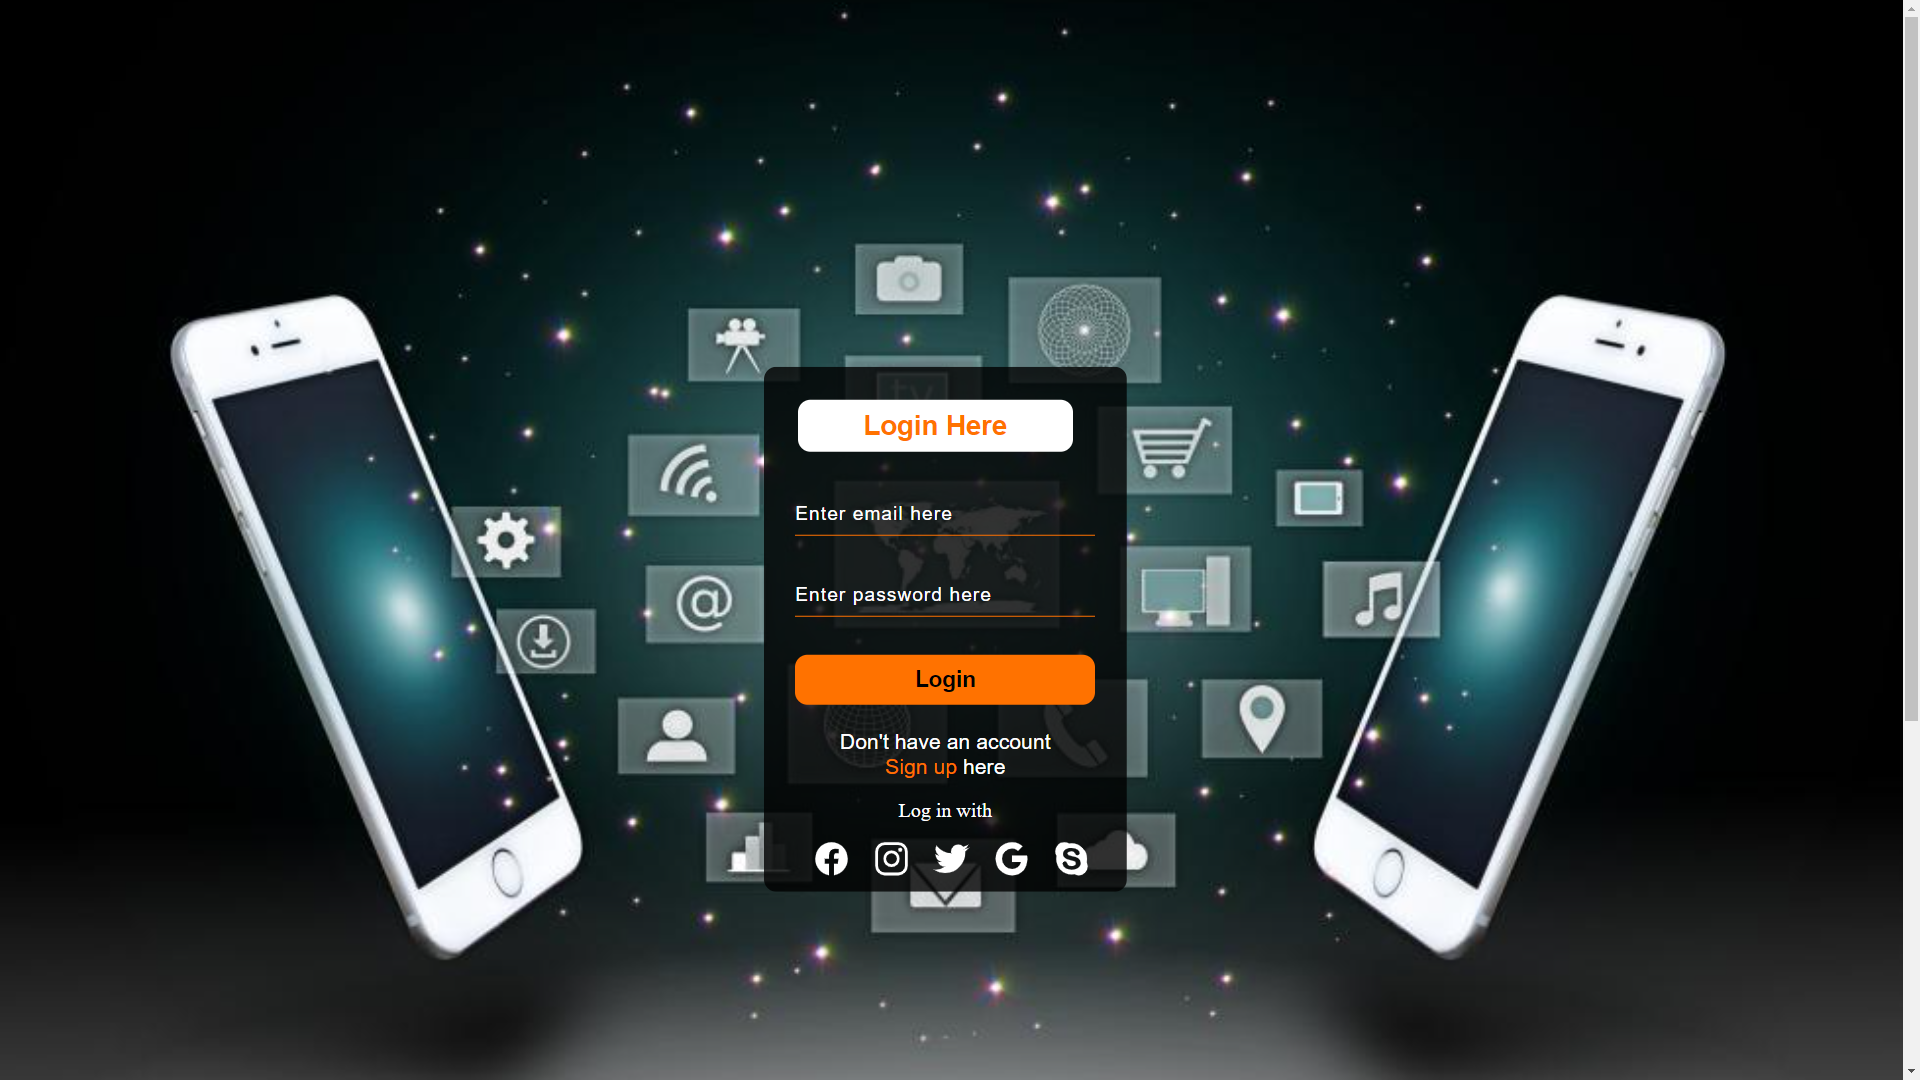 tv
Login Here
Enter email here
@
Enter password here
Login
Don't have an account
Sign up here
Log in with